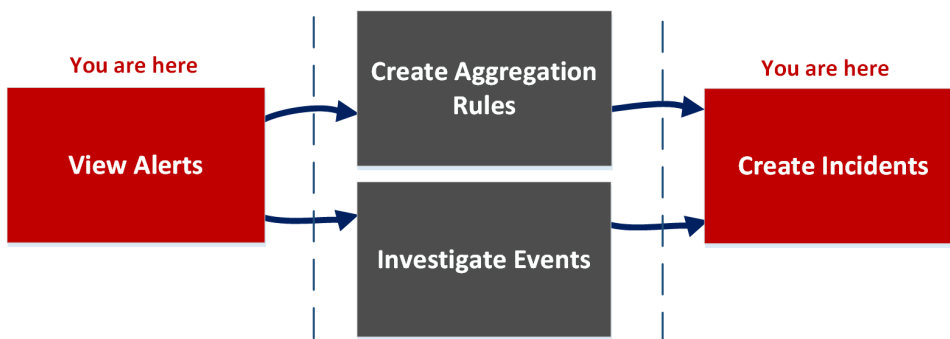 You are here
View Alerts
Create Aggregation
Rules
Investigate Events
You are here
Create Incidents